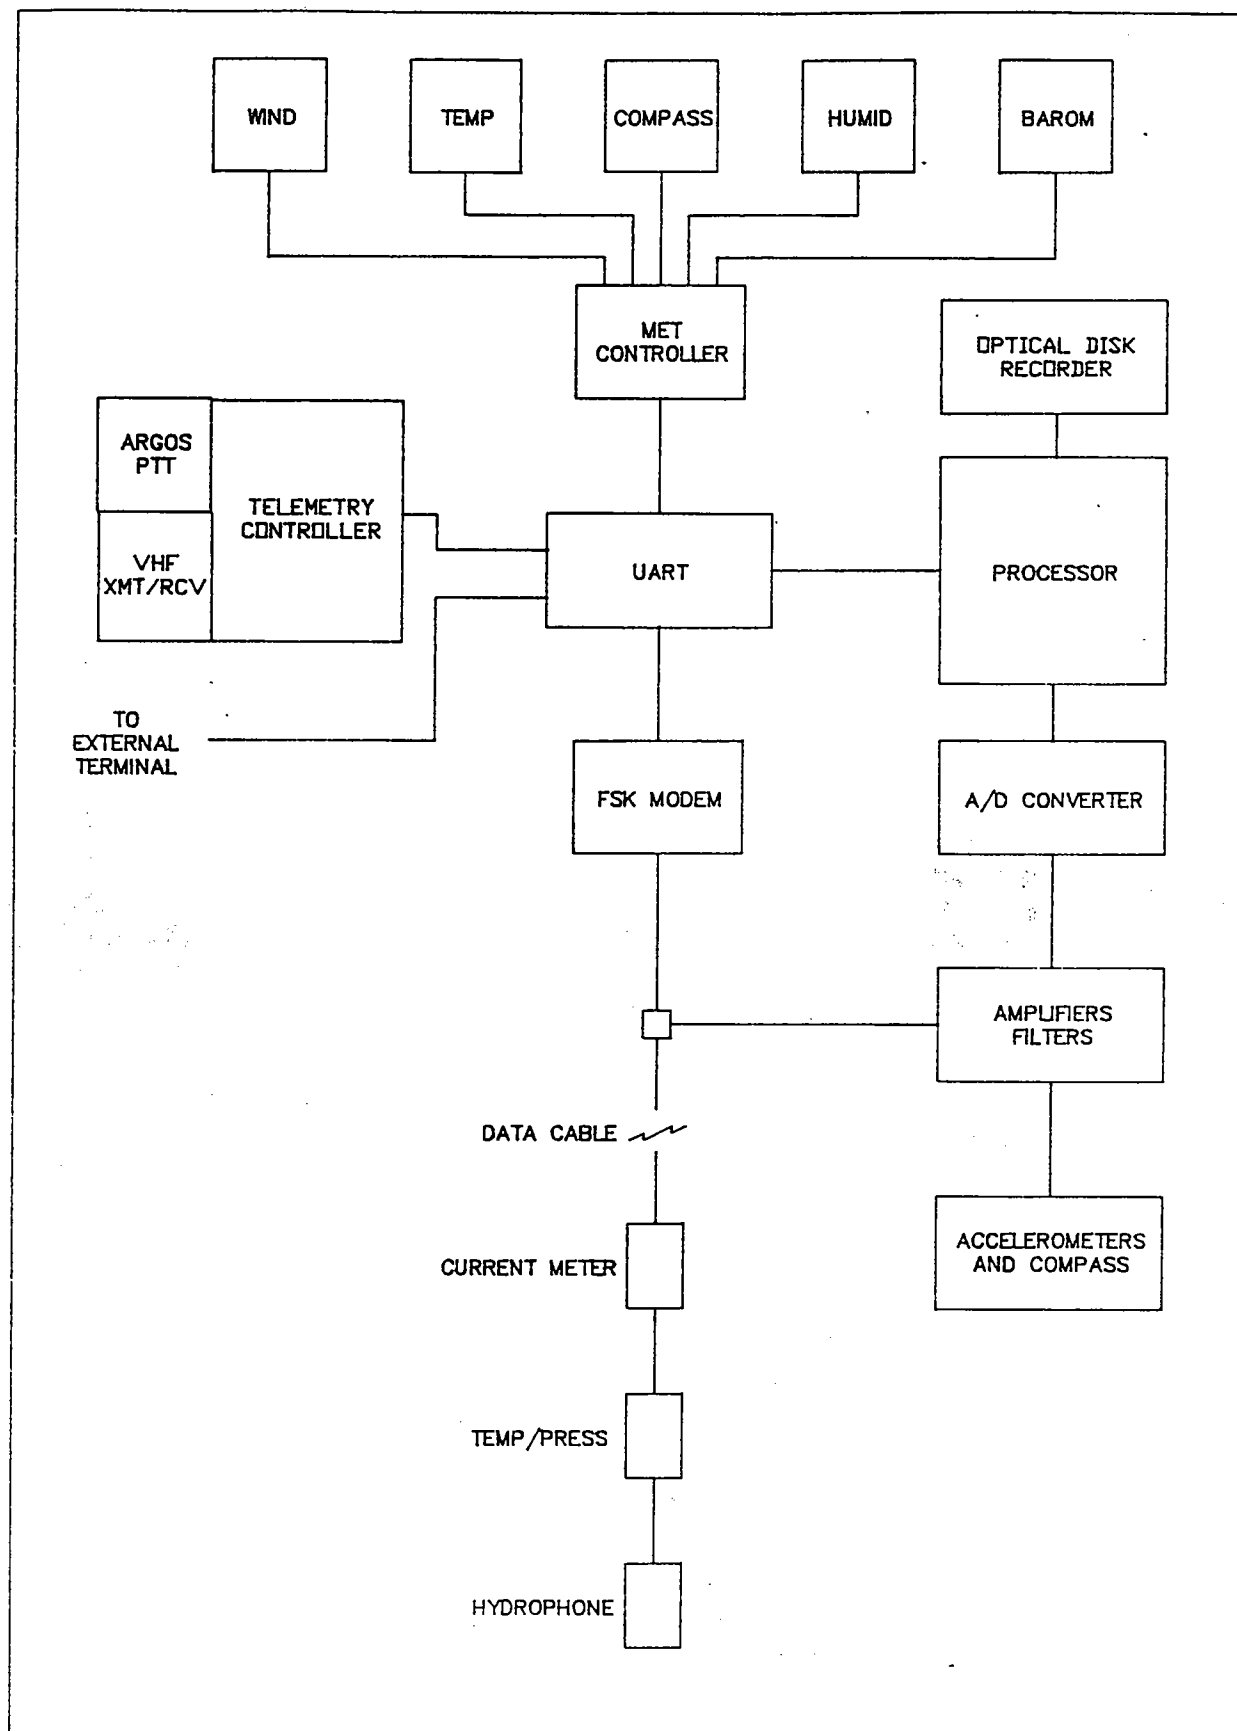 WIND
TEMP
COMPASS
HUMID
BAROM
MET
CONTROLLER
OPTICAL DISK
RECORDER
ARGOS
PTT
TELEMETRY
CONTROLLER
VHF
XMT/RCV
UART
PROCESSOR
TO
EXTERNAL
TERMINAL
FSK MODEM
A/D CONVERTER
AMPLIFIERS
FILTERS
DATA CABLE
CURRENT METER
ACCELEROMETERS
AND COMPASS
TEMP/PRESS
HYDROPHONE